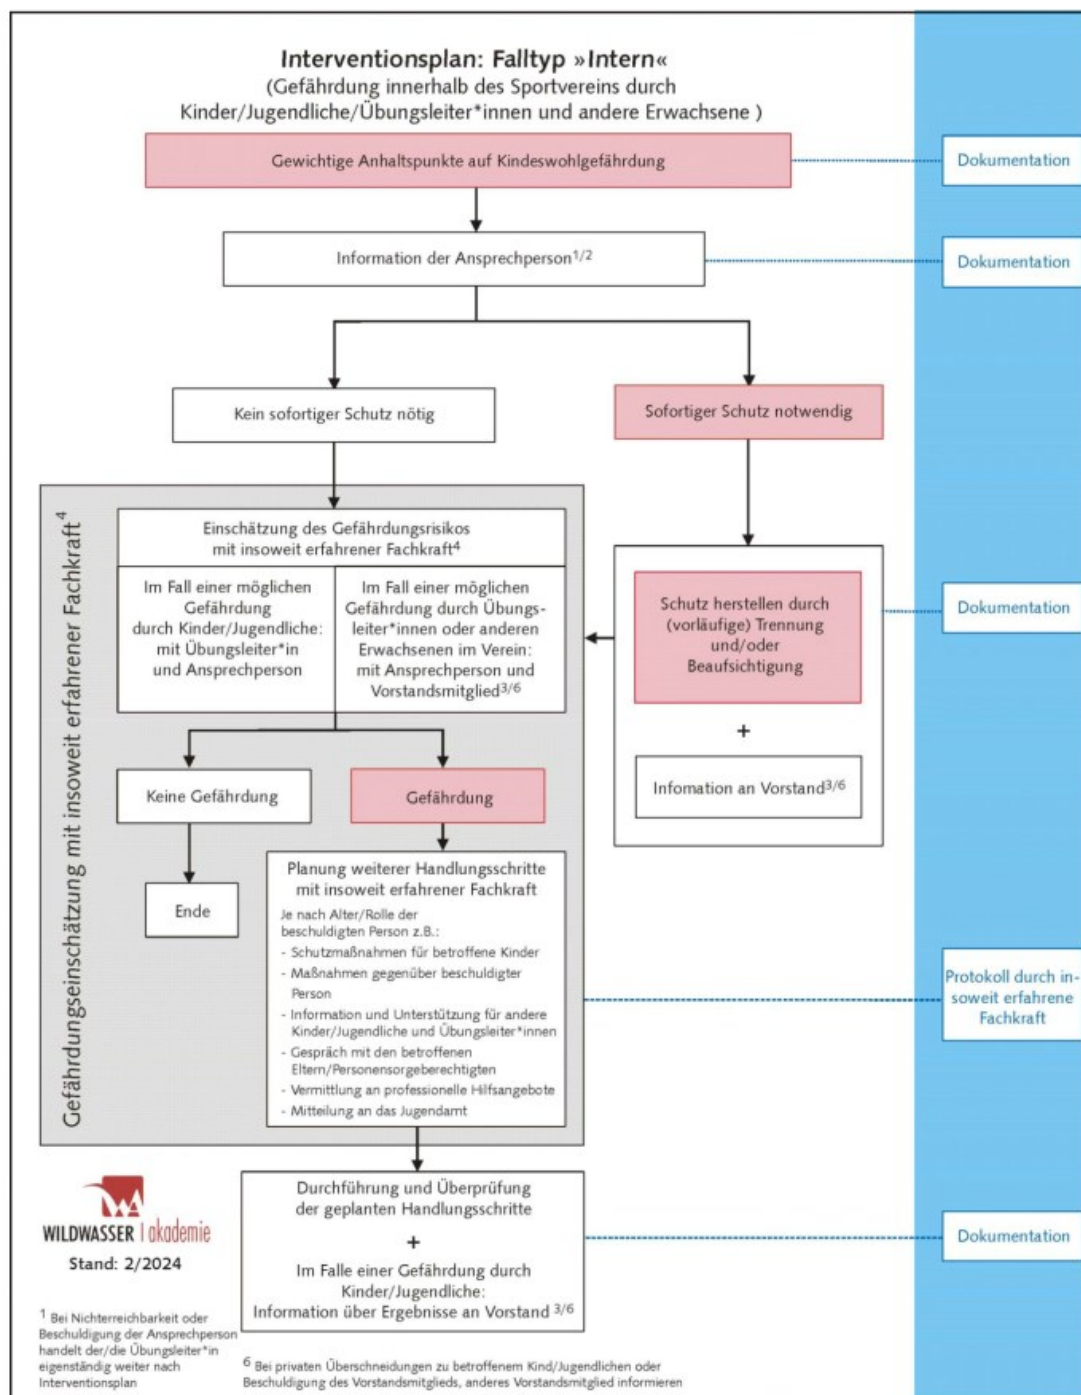 Interventionsplan: Falltyp »Intern«
(Gefährdung innerhalb des Sportvereins durch
Kinder/Jugendliche/Übungsleiter*innen und andere Erwachsene )
Gewichtige Anhaltspunkte auf Kindeswohlgefährdung
Dokumentation
Information der Ansprechperson1/2
Dokumentation
Kein sofortiger Schutz nötig
Sofortiger Schutz notwendig
Gefährdungseinschätzung mit insoweit erfahrener Fachkraft4
Einschätzung des Gefährdungsrisikos
mit insoweit erfahrener Fachkraft4
Im Fall einer möglichen
Gefährdung
durch Kinder/Jugendliche:
mit Übungsleiter*in
und Ansprechperson
Im Fall einer möglichen
Gefährdung durch Übungs-
leiter*innen oder anderen
Erwachsenen im Verein:
mit Ansprechperson und
Vorstandsmitglied3/6
Schutz herstellen durch
(vorläufige) Trennung
und/oder
Beaufsichtigung
+
Infomation an Vorstand3/6
Dokumentation
Keine Gefährdung
Gefährdung
Ende
Planung weiterer Handlungsschritte
mit insoweit erfahrener Fachkraft
Je nach Alter/Rolle der
beschuldigten Person z.B.:
- Schutzmaßnahmen für betroffene Kinder
- Maßnahmen gegenüber beschuldigter
Person
- Information und Unterstützung für andere
Kinder/Jugendliche und Übungsleiter*innen
- Gespräch mit den betroffenen
Eltern/Personensorgeberechtigten
- Vermittlung an professionelle Hilfsangebote
- Mitteilung an das Jugendamt
Protokoll durch in-
soweit erfahrene
Fachkraft
Durchführung und Überprüfung
der geplanten Handlungsschritte
+
Im Falle einer Gefährdung durch
Kinder/Jugendliche:
Information über Ergebnisse an Vorstand 3/6
Dokumentation
WA
WILDWASSER | akademie
Stand: 2/2024
1 Bei Nichterreichbarkeit oder
Beschuldigung der Ansprechperson
handelt der/die Übungsleiter*in
eigenständig weiter nach
Interventionsplan
6 Bei privaten Überschneidungen zu betroffenem Kind/Jugendlichen oder
Beschuldigung des Vorstandsmitglieds, anderes Vorstandsmitglied informieren